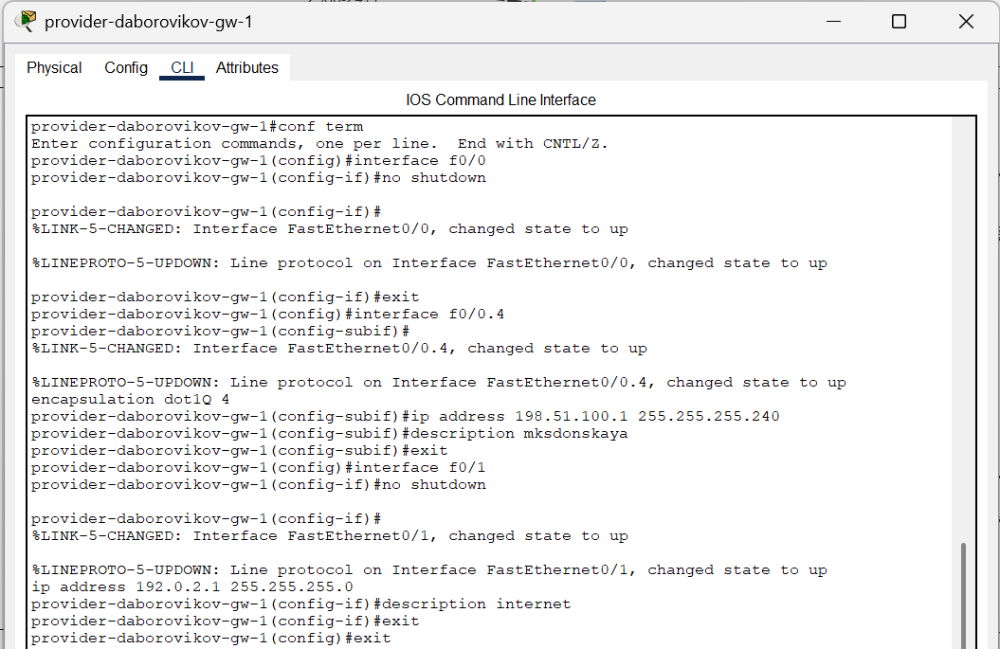 provider-daborovikov-gw-1
Physical Config CLI Attributes
IOS Command Line Interface
provider-daborovikov-gw-1#conf term
Enter configuration commands, one per line.  End with CNTL/Z.
provider-daborovikov-gw-1(config)#interface f0/0
provider-daborovikov-gw-1(config-if)#no shutdown
provider-daborovikov-gw-1(config-if)#
%LINK-5-CHANGED: Interface FastEthernet0/0, changed state to up
%LINEPROTO-5-UPDOWN: Line protocol on Interface FastEthernet0/0, changed state to up
provider-daborovikov-gw-1(config-if)#exit
provider-daborovikov-gw-1(config)#interface f0/0.4
provider-daborovikov-gw-1(config-subif)#
%LINK-5-CHANGED: Interface FastEthernet0/0.4, changed state to up
%LINEPROTO-5-UPDOWN: Line protocol on Interface FastEthernet0/0.4, changed state to up
encapsulation dot1Q 4
provider-daborovikov-gw-1(config-subif)#ip address 198.51.100.1 255.255.255.240
provider-daborovikov-gw-1(config-subif)#description mksdonskaya
provider-daborovikov-gw-1(config-subif)#exit
provider-daborovikov-gw-1(config)#interface f0/1
provider-daborovikov-gw-1(config-if)#no shutdown
provider-daborovikov-gw-1(config-if)#
%LINK-5-CHANGED: Interface FastEthernet0/1, changed state to up
%LINEPROTO-5-UPDOWN: Line protocol on Interface FastEthernet0/1, changed state to up
ip address 192.0.2.1 255.255.255.0
provider-daborovikov-gw-1(config-if)#description internet
provider-daborovikov-gw-1(config-if)#exit
provider-daborovikov-gw-1(config)#exit